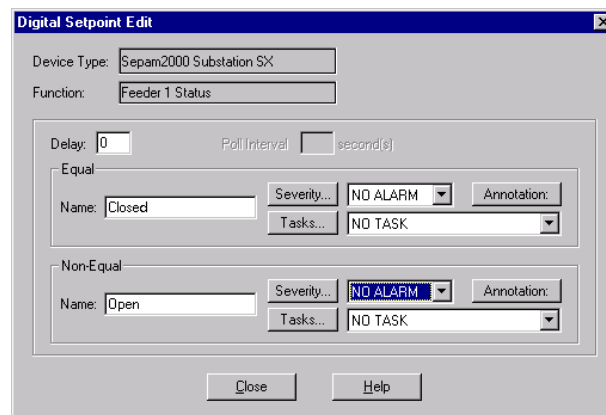 Digital Setpoint Edit
Device Type: Sepam2000 Substation SX
Function: Feeder 1 Status
Delay: 0 Poll Interval second(s)
Equal
Name: Closed Severity... NO ALARM Annotation:
Tasks... NO TASK
Non-Equal
Name: Open Severity... NO ALARM Annotation:
Tasks... NO TASK
Close Help